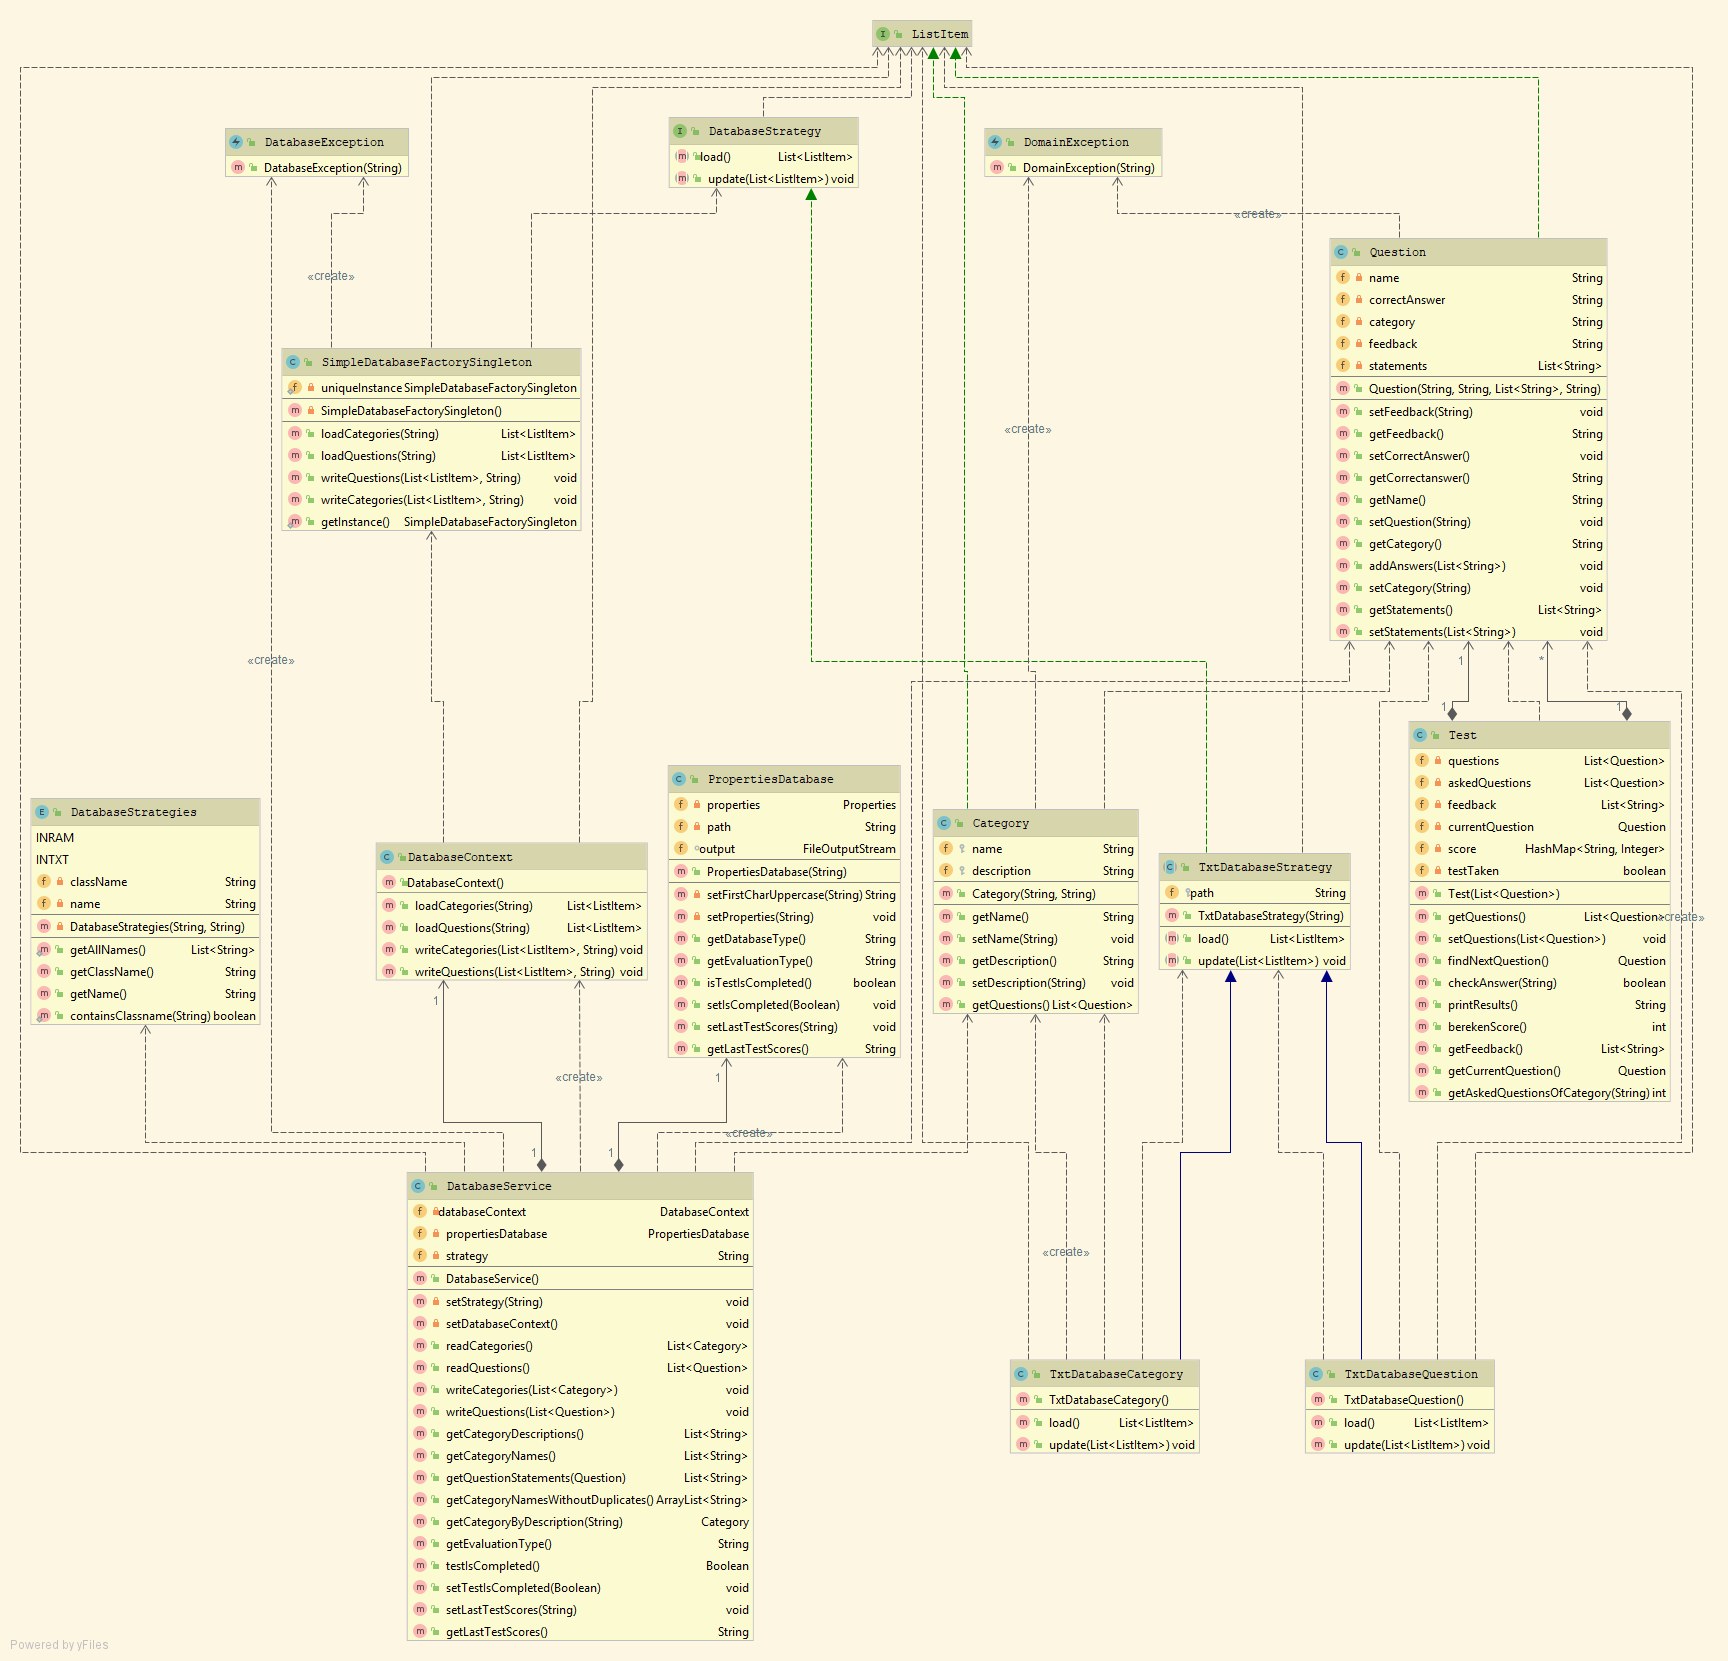 ListItem
DatabaseException
DatabaseException(String)
DatabaseStrategy
load() List<ListItem>
update(List<ListItem>) void
DomainException
DomainException(String)
«create»
«create»
Question
name String
correctAnswer String
category String
feedback String
statements List<String>
Question(String, String, List<String>, String)
setFeedback(String) void
getFeedback() String
setCorrectAnswer() void
getCorrectanswer() String
getName() String
setQuestion(String) void
getCategory() String
addAnswers(List<String>) void
setCategory(String) void
getStatements() List<String>
setStatements(List<String>) void
SimpleDatabaseFactorySingleton
uniqueInstance SimpleDatabaseFactorySingleton
SimpleDatabaseFactorySingleton()
loadCategories(String) List<ListItem>
loadQuestions(String) List<ListItem>
writeQuestions(List<ListItem>, String) void
writeCategories(List<ListItem>, String) void
getInstance() SimpleDatabaseFactorySingleton
«create»
«create»
1
*
1
1
Test
questions List<Question>
askedQuestions List<Question>
feedback List<String>
currentQuestion Question
score HashMap<String, Integer>
testTaken boolean
Test(List<Question>)
getQuestions() List<Question>
setQuestions(List<Question>) void
findNextQuestion() Question
checkAnswer(String) boolean
printResults() String
berekenScore() int
getFeedback() List<String>
getCurrentQuestion() Question
getAskedQuestionsOfCategory(String) int
«create»
DatabaseStrategies
INRAM
INTXT
className String
name String
DatabaseStrategies(String, String)
getAllNames() List<String>
getClassName() String
getName() String
containsClassname(String) boolean
DatabaseContext
DatabaseContext()
loadCategories(String) List<ListItem>
loadQuestions(String) List<ListItem>
writeCategories(List<ListItem>, String) void
writeQuestions(List<ListItem>, String) void
PropertiesDatabase
properties Properties
path String
output FileOutputStream
PropertiesDatabase(String)
setFirstCharUppercase(String) String
setProperties(String) void
getDatabaseType() String
getEvaluationType() String
isTestIsCompleted() boolean
setIsCompleted(Boolean) void
setLastTestScores(String) void
getLastTestScores() String
Category
name String
description String
Category(String, String)
getName() String
setName(String) void
getDescription() String
setDescription(String) void
getQuestions() List<Question>
TxtDatabaseStrategy
path String
TxtDatabaseStrategy(String)
load() List<ListItem>
update(List<ListItem>) void
1
«create»
1
«create»
1
1
DatabaseService
databaseContext DatabaseContext
propertiesDatabase PropertiesDatabase
strategy String
DatabaseService()
setStrategy(String) void
setDatabaseContext() void
readCategories() List<Category>
readQuestions() List<Question>
writeCategories(List<Category>) void
writeQuestions(List<Question>) void
getCategoryDescriptions() List<String>
getCategoryNames() List<String>
getQuestionStatements(Question) List<String>
getCategoryNamesWithoutDuplicates() ArrayList<String>
getCategoryByDescription(String) Category
getEvaluationType() String
testIsCompleted() Boolean
setTestIsCompleted(Boolean) void
setLastTestScores(String) void
getLastTestScores() String
«create»
TxtDatabaseCategory
TxtDatabaseCategory()
load() List<ListItem>
update(List<ListItem>) void
TxtDatabaseQuestion
TxtDatabaseQuestion()
load() List<ListItem>
update(List<ListItem>) void
Powered by yFiles